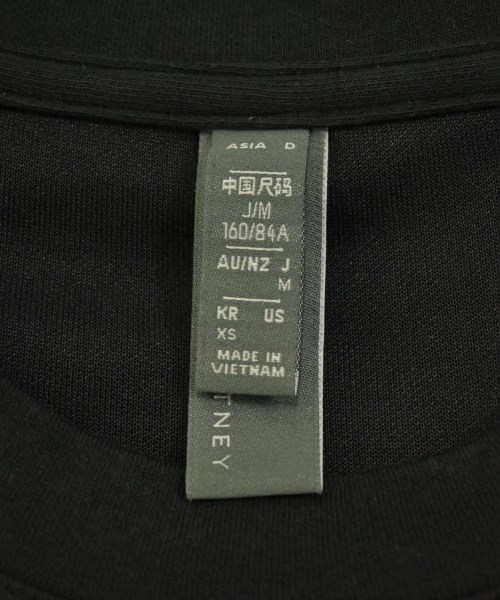 ASIA D
中国尺码
J/M
160/84A
AU/NZ J
M
KR US
XS
MADE IN
VIETNAM
TNEY